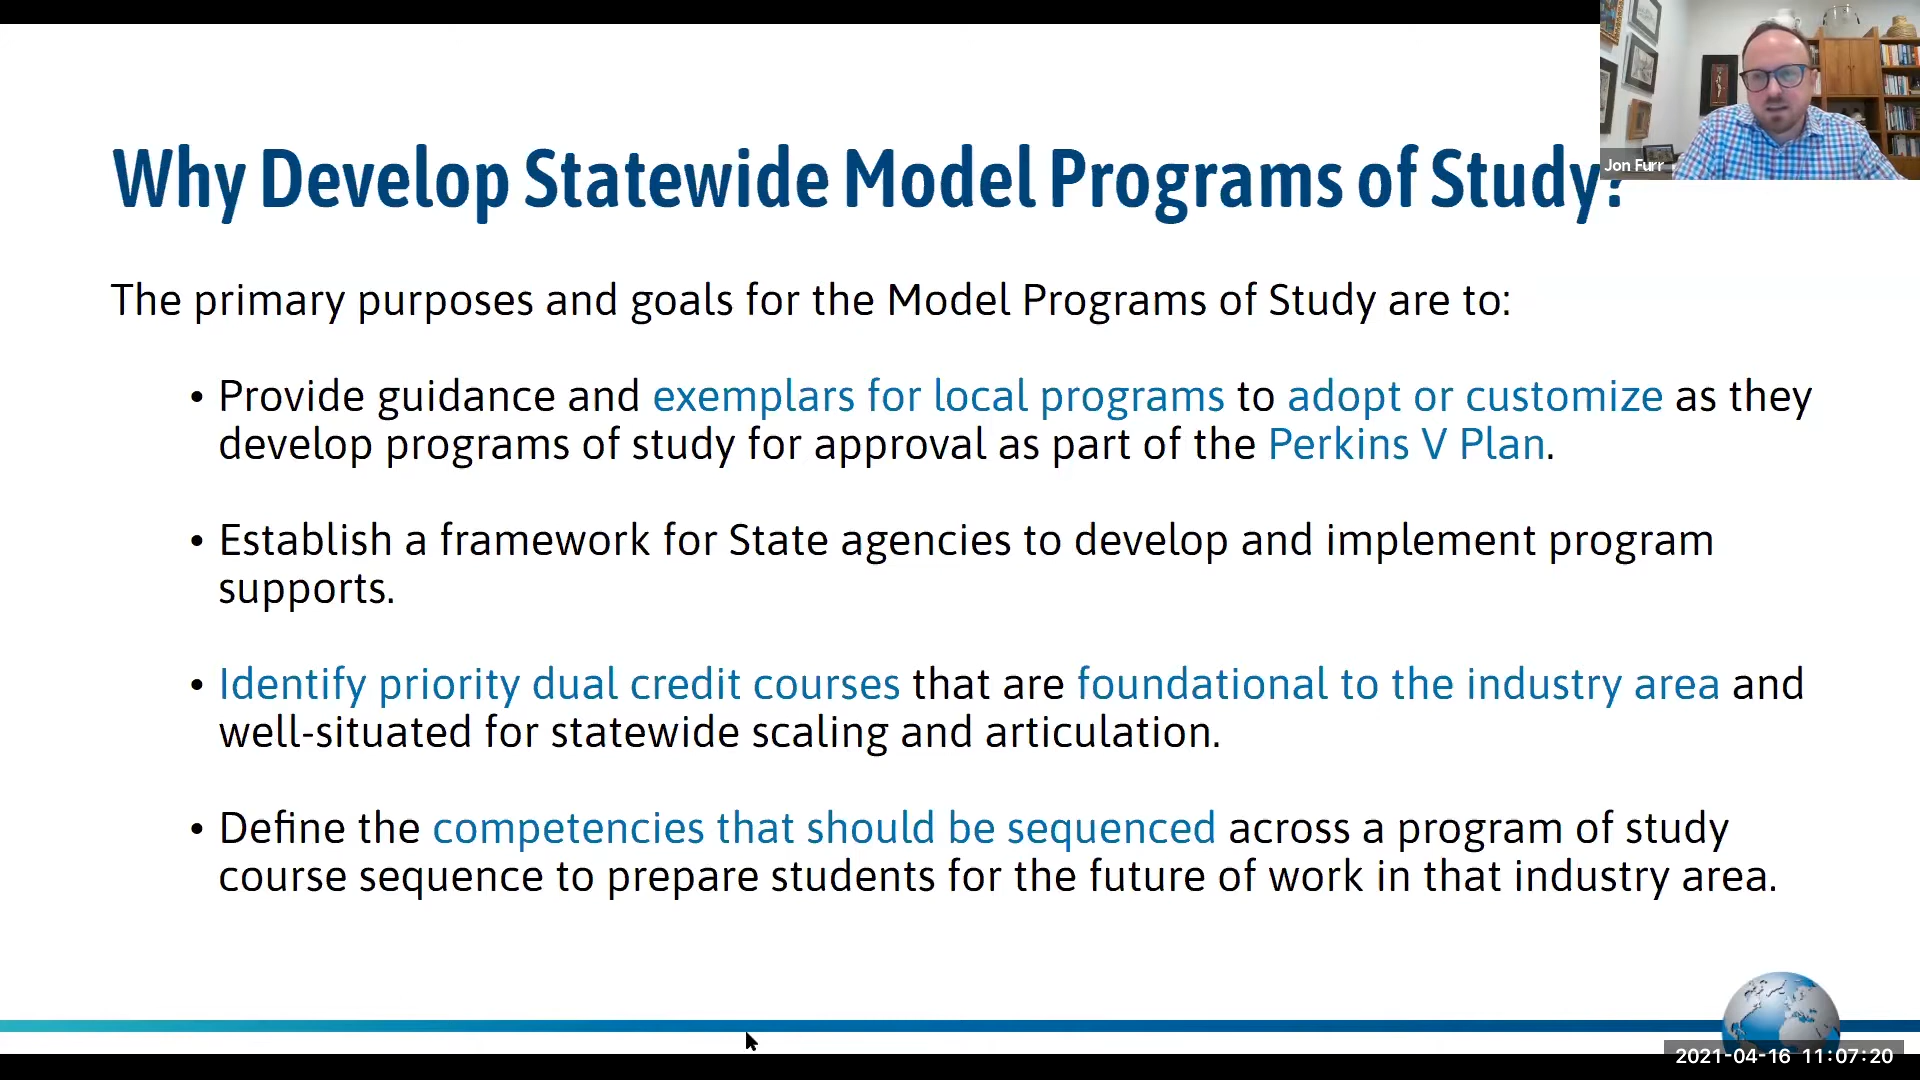 Why Develop Statewide Model Programs of Study?
Jon Furr
The primary purposes and goals for the Model Programs of Study are to:
• Provide guidance and exemplars for local programs to adopt or customize as they
develop programs of study for approval as part of the Perkins V Plan.
• Establish a framework for State agencies to develop and implement program
supports.
• Identify priority dual credit courses that are foundational to the industry area and
well-situated for statewide scaling and articulation.
• Define the competencies that should be sequenced across a program of study
course sequence to prepare students for the future of work in that industry area.
2021-04-16 11:07:20